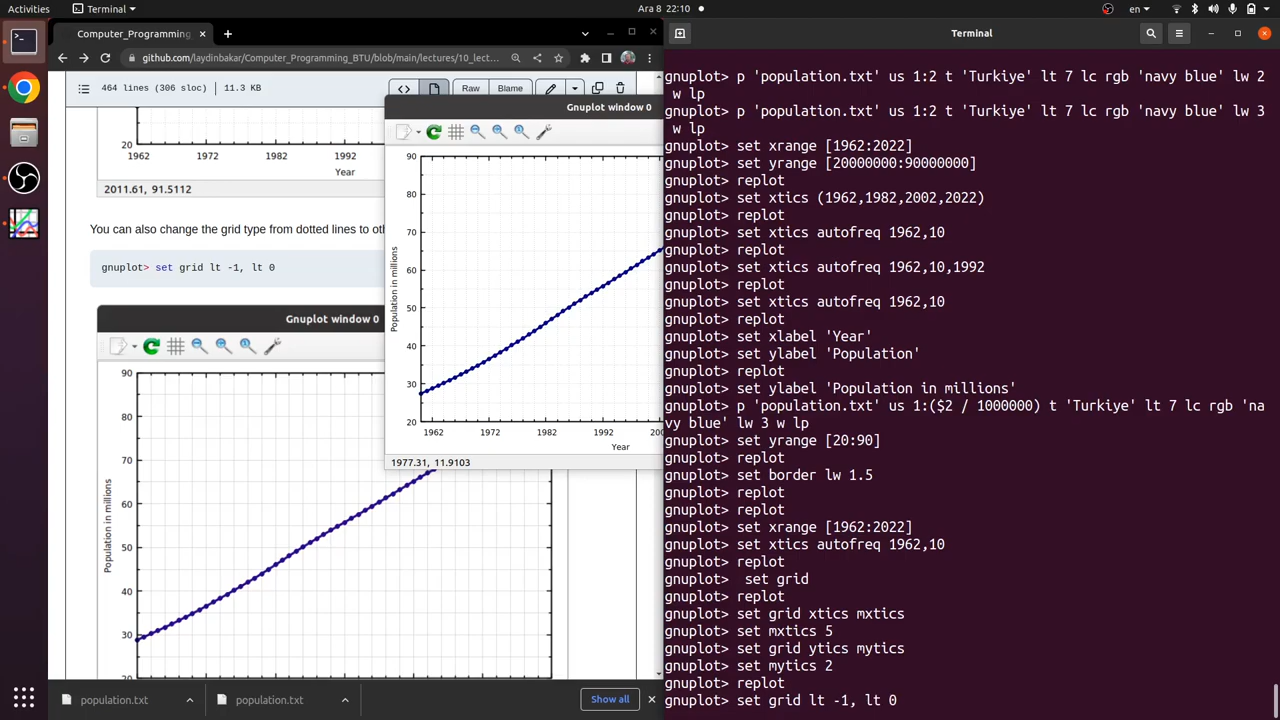 Activities
Terminal
Ara 8 22:10
en
Computer_Programming
github.com/laydinbakar/Computer_Programming_BTU/blob/main/lectures/10_lect...
464 lines (306 sloc) | 11.3 KB
Raw
Blame
20
1962
1972
1982
1992
Year
2011.61, 91.5112
You can also change the grid type from dotted lines to oth
gnuplot> set grid lt -1, lt 0
Gnuplot window 0
90
80
70
60
50
40
30
20
Population in millions
Gnuplot window 0
90
80
70
60
50
40
30
20
Population in millions
1962
1972
1982
1992
200
Year
1977.31, 11.9103
population.txt
population.txt
Show all
Terminal
gnuplot> p 'population.txt' us 1:2 t 'Turkiye' lt 7 lc rgb 'navy blue' lw 2
 w lp
gnuplot> p 'population.txt' us 1:2 t 'Turkiye' lt 7 lc rgb 'navy blue' lw 3
 w lp
gnuplot> set xrange [1962:2022]
gnuplot> set yrange [20000000:90000000]
gnuplot> replot
gnuplot> set xtics (1962,1982,2002,2022)
gnuplot> replot
gnuplot> set xtics autofreq 1962,10
gnuplot> replot
gnuplot> set xtics autofreq 1962,10,1992
gnuplot> replot
gnuplot> set xtics autofreq 1962,10
gnuplot> replot
gnuplot> set xlabel 'Year'
gnuplot> set ylabel 'Population'
gnuplot> replot
gnuplot> set ylabel 'Population in millions'
gnuplot> p 'population.txt' us 1:($2 / 1000000) t 'Turkiye' lt 7 lc rgb 'na
vy blue' lw 3 w lp
gnuplot> set yrange [20:90]
gnuplot> replot
gnuplot> set border lw 1.5
gnuplot> replot
gnuplot> replot
gnuplot> set xrange [1962:2022]
gnuplot> set xtics autofreq 1962,10
gnuplot> replot
gnuplot>  set grid
gnuplot> replot
gnuplot> set grid xtics mxtics
gnuplot> set mxtics 5
gnuplot> set grid ytics mytics
gnuplot> set mytics 2
gnuplot> replot
gnuplot> set grid lt -1, lt 0